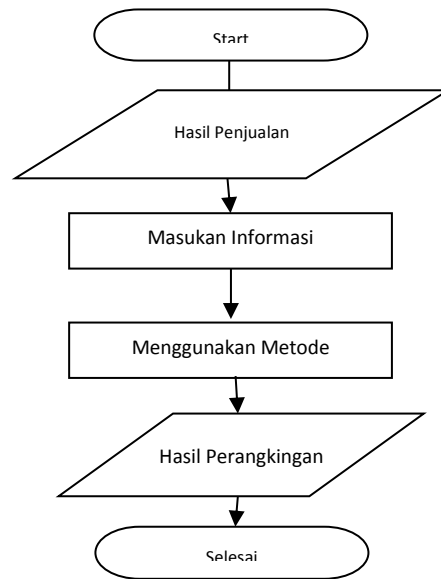 Start
Hasil Penjualan
Masukan Informasi
Menggunakan Metode
Hasil Perangkingan
Selesai